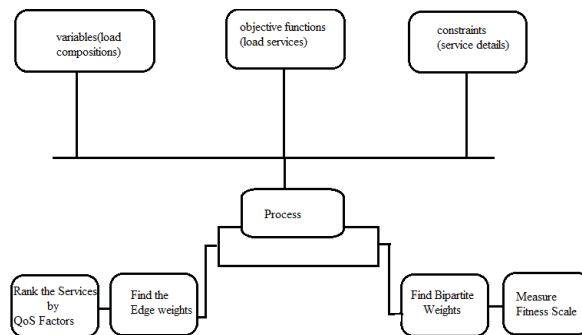 variables(load
compositions)
objective functions
(load services)
constraints
(service details)
Process
Rank the Services
by
QoS Factors
Find the
Edge weights
Find Bipartite
Weights
Measure
Fitness Scale